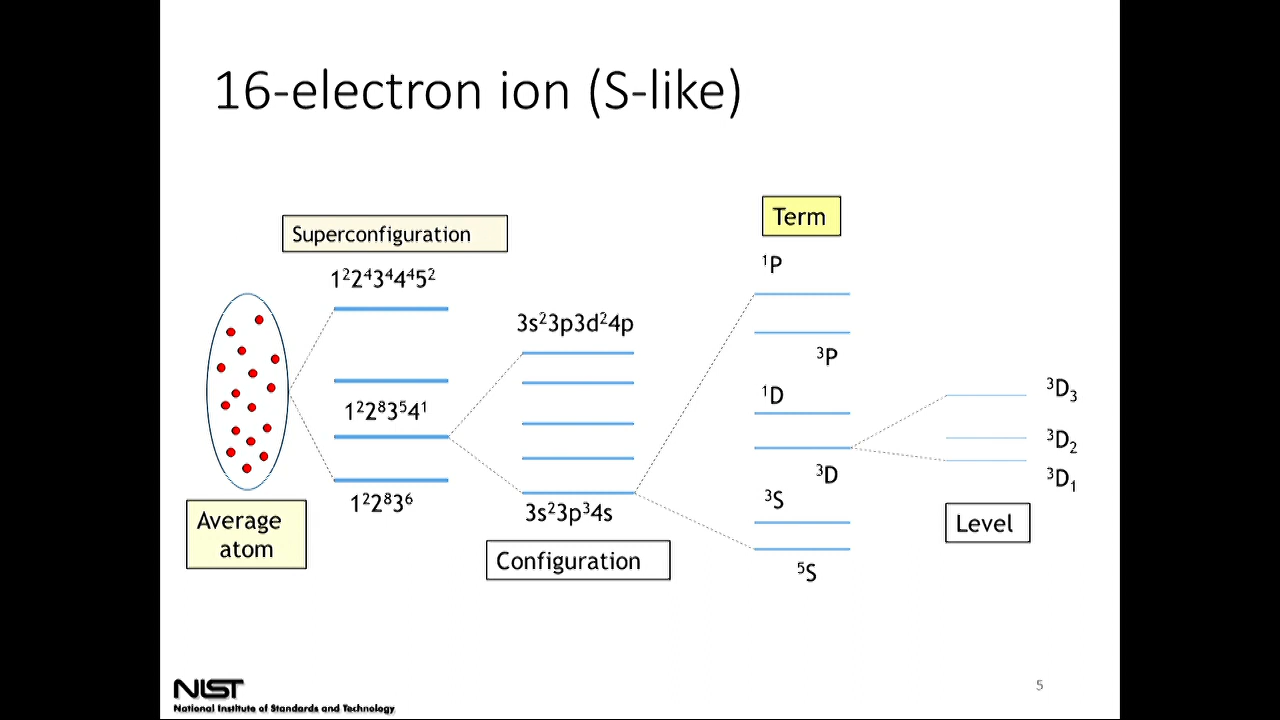 16-electron ion (S-like)
Superconfiguration
1²2⁴3⁴4⁴5²
1²2⁸3⁵4¹
1²2⁸3⁶
Average
atom
3s²3p3d²4p
3s²3p³4s
Configuration
Term
¹P
³P
¹D
³D
³S
⁵S
³D₃
³D₂
³D₁
Level
NIST
National Institute of Standards and Technology
5